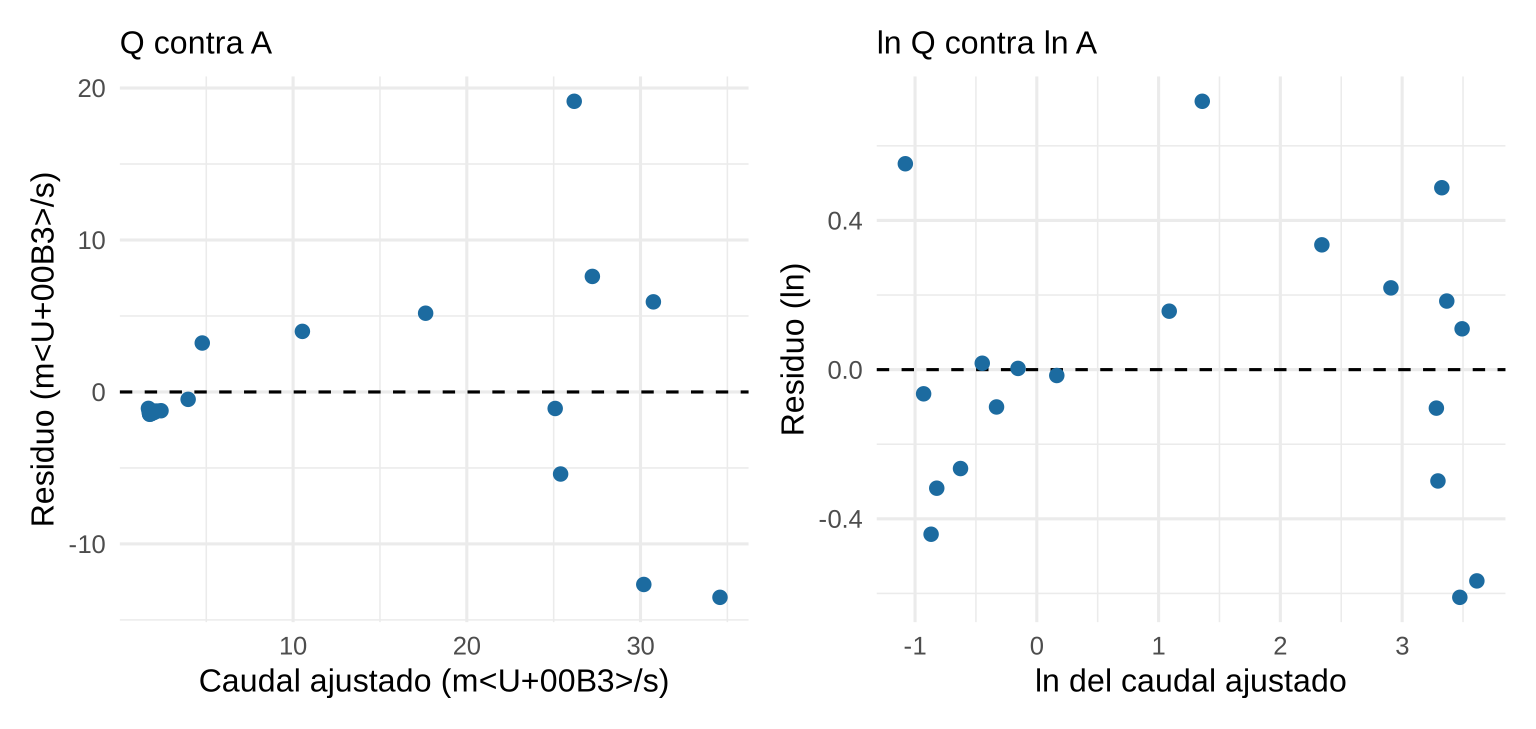 Q contra A
20
10
0
-10
Residuo (m<U+00B3>/s)
10
20
30
Caudal ajustado (m<U+00B3>/s)
ln Q contra ln A
0.4
0.0
-0.4
Residuo (ln)
-1
0
1
2
3
ln del caudal ajustado